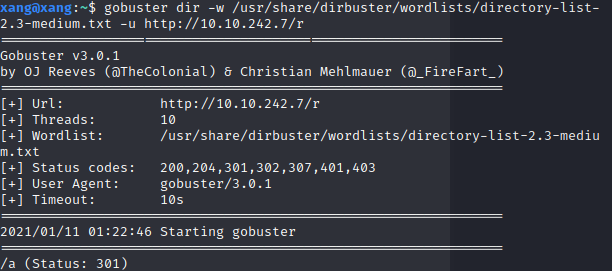 xang@xang:~$ gobuster dir -w /usr/share/dirbuster/wordlists/directory-list-
2.3-medium.txt -u http://10.10.242.7/r
===============================================================
Gobuster v3.0.1
by OJ Reeves (@TheColonial) & Christian Mehlmauer (@_FireFart_)
===============================================================
[+] Url:            http://10.10.242.7/r
[+] Threads:        10
[+] Wordlist:       /usr/share/dirbuster/wordlists/directory-list-2.3-mediu
m.txt
[+] Status codes:   200,204,301,302,307,401,403
[+] User Agent:     gobuster/3.0.1
[+] Timeout:        10s
===============================================================
2021/01/11 01:22:46 Starting gobuster
===============================================================
/a (Status: 301)